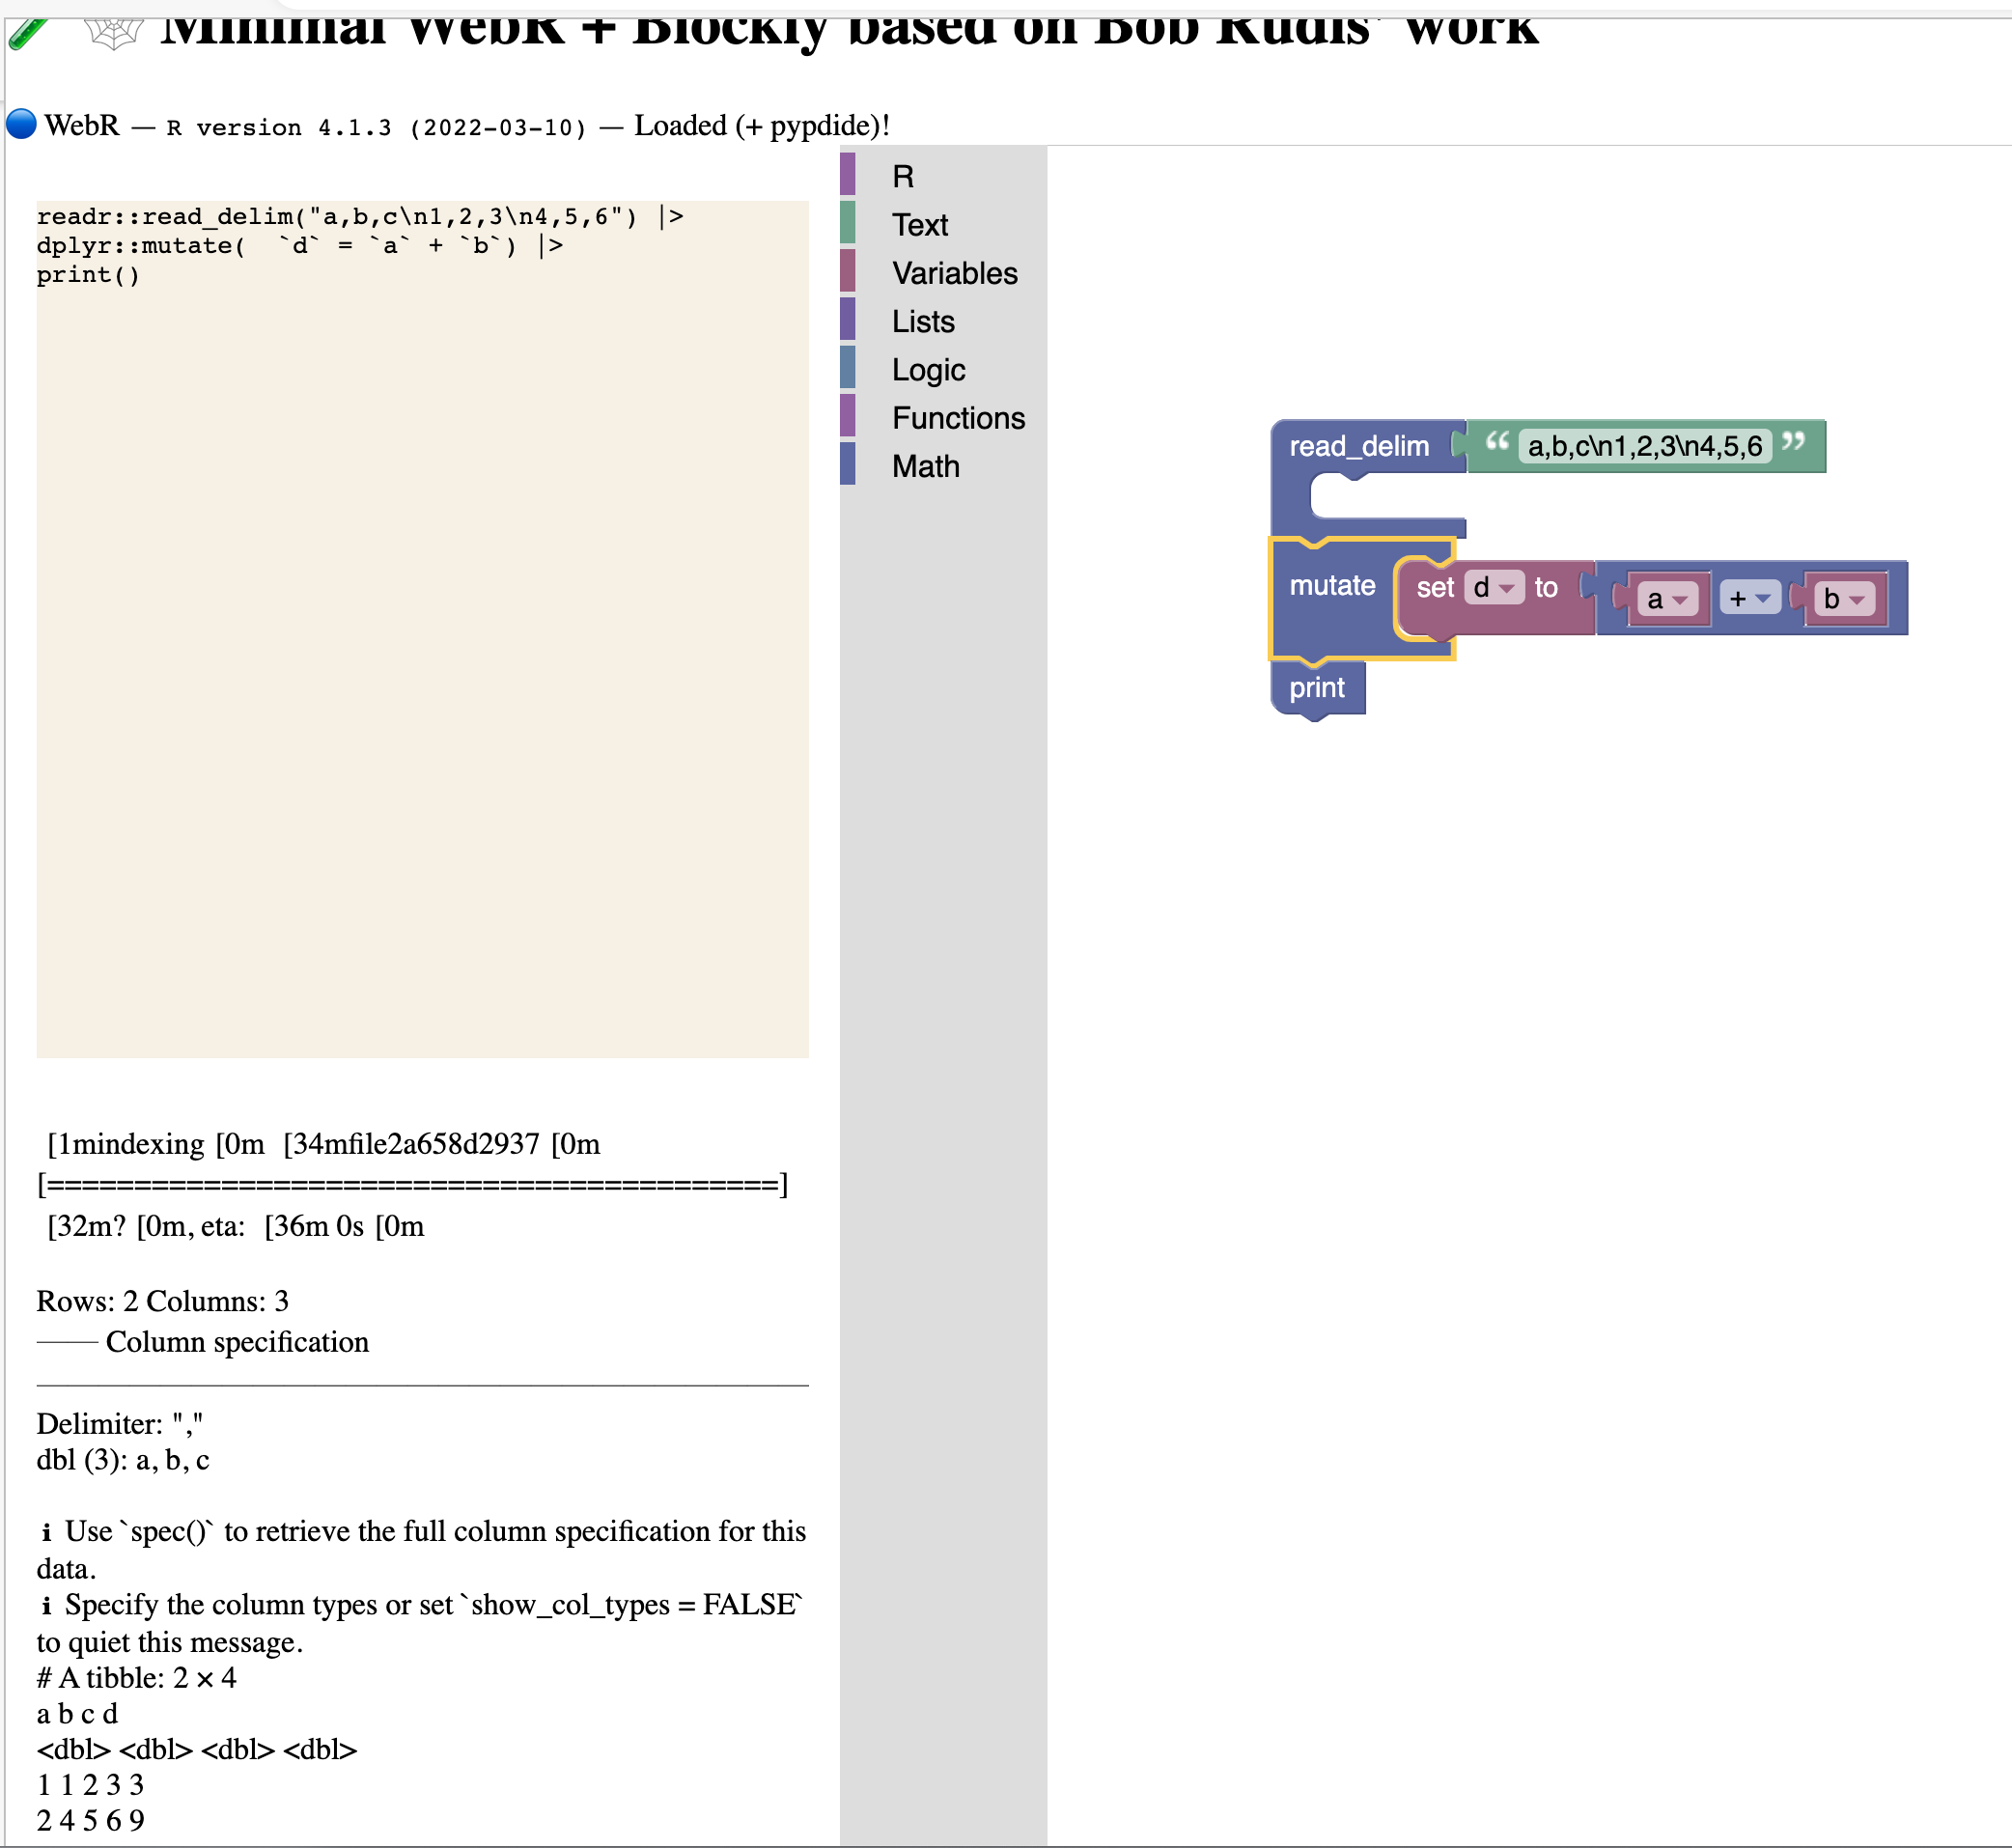 Minimal WebR + Blockly based on Bob Rudis' work
WebR — R version 4.1.3 (2022-03-10) — Loaded (+ pypdide)!
readr::read_delim("a,b,c\n1,2,3\n4,5,6") |>
dplyr::mutate(  `d` = `a` + `b`) |>
print()
[1mindexing [0m [34mfile2a658d2937 [0m
[==========================================]
[32m? [0m, eta: [36m 0s [0m
Rows: 2 Columns: 3
—— Column specification
Delimiter: ","
dbl (3): a, b, c
ℹ Use `spec()` to retrieve the full column specification for this
data.
ℹ Specify the column types or set `show_col_types = FALSE`
to quiet this message.
# A tibble: 2 × 4
a b c d
<dbl> <dbl> <dbl> <dbl>
1 1 2 3 3
2 4 5 6 9
R
Text
Variables
Lists
Logic
Functions
Math
read_delim “ a,b,c\n1,2,3\n4,5,6 ”
mutate set d to a + b
print